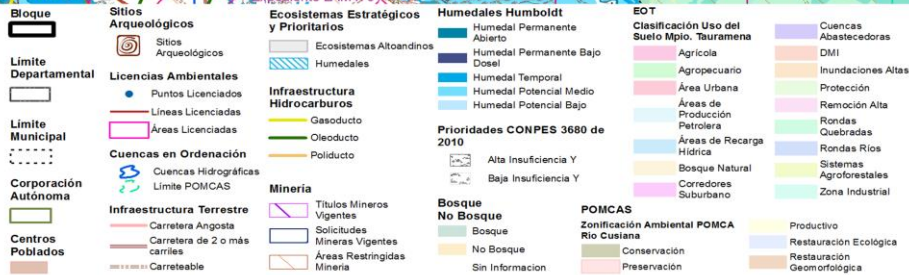 Bloque
Límite
Departamental
Límite
Municipal
Corporación
Autónoma
Centros
Poblados
Sitios
Arqueológicos
Sitios
Arqueológicos
Licencias Ambientales
Puntos Licenciados
Líneas Licenciadas
Áreas Licenciadas
Cuencas en Ordenación
Cuencas Hidrográficas
Límite POMCAS
Infraestructura Terrestre
Carretera Angosta
Carretera de 2 o más
carriles
Carreteable
Ecosistemas Estratégicos
y Prioritarios
Ecosistemas Altoandinos
Humedales
Infraestructura
Hidrocarburos
Gasoducto
Oleoducto
Poliducto
Minería
Títulos Mineros
Vigentes
Solicitudes
Mineras Vigentes
Áreas Restringidas
Mineria
Humedales Humboldt
Humedal Permanente
Abierto
Humedal Permanente Bajo
Dosel
Humedal Temporal
Humedal Potencial Medio
Humedal Potencial Bajo
Prioridades CONPES 3680 de
2010
Alta Insuficiencia Y
Baja Insuficiencia Y
Bosque
No Bosque
Bosque
No Bosque
Sin Informacion
EOT
Clasificación Uso del
Suelo Mpio. Tauramena
Agrícola
Agropecuario
Área Urbana
Áreas de
Producción
Petrolera
Áreas de Recarga
Hídrica
Bosque Natural
Corredores
Suburbano
Cuencas
Abastecedoras
DMI
Inundaciones Altas
Protección
Remoción Alta
Rondas
Quebradas
Rondas Ríos
Sistemas
Agroforestales
Zona Industrial
POMCAS
Zonificación Ambiental POMCA
Rio Cusiana
Conservación
Preservación
Productivo
Restauración Ecológica
Restauración
Geomorfológica